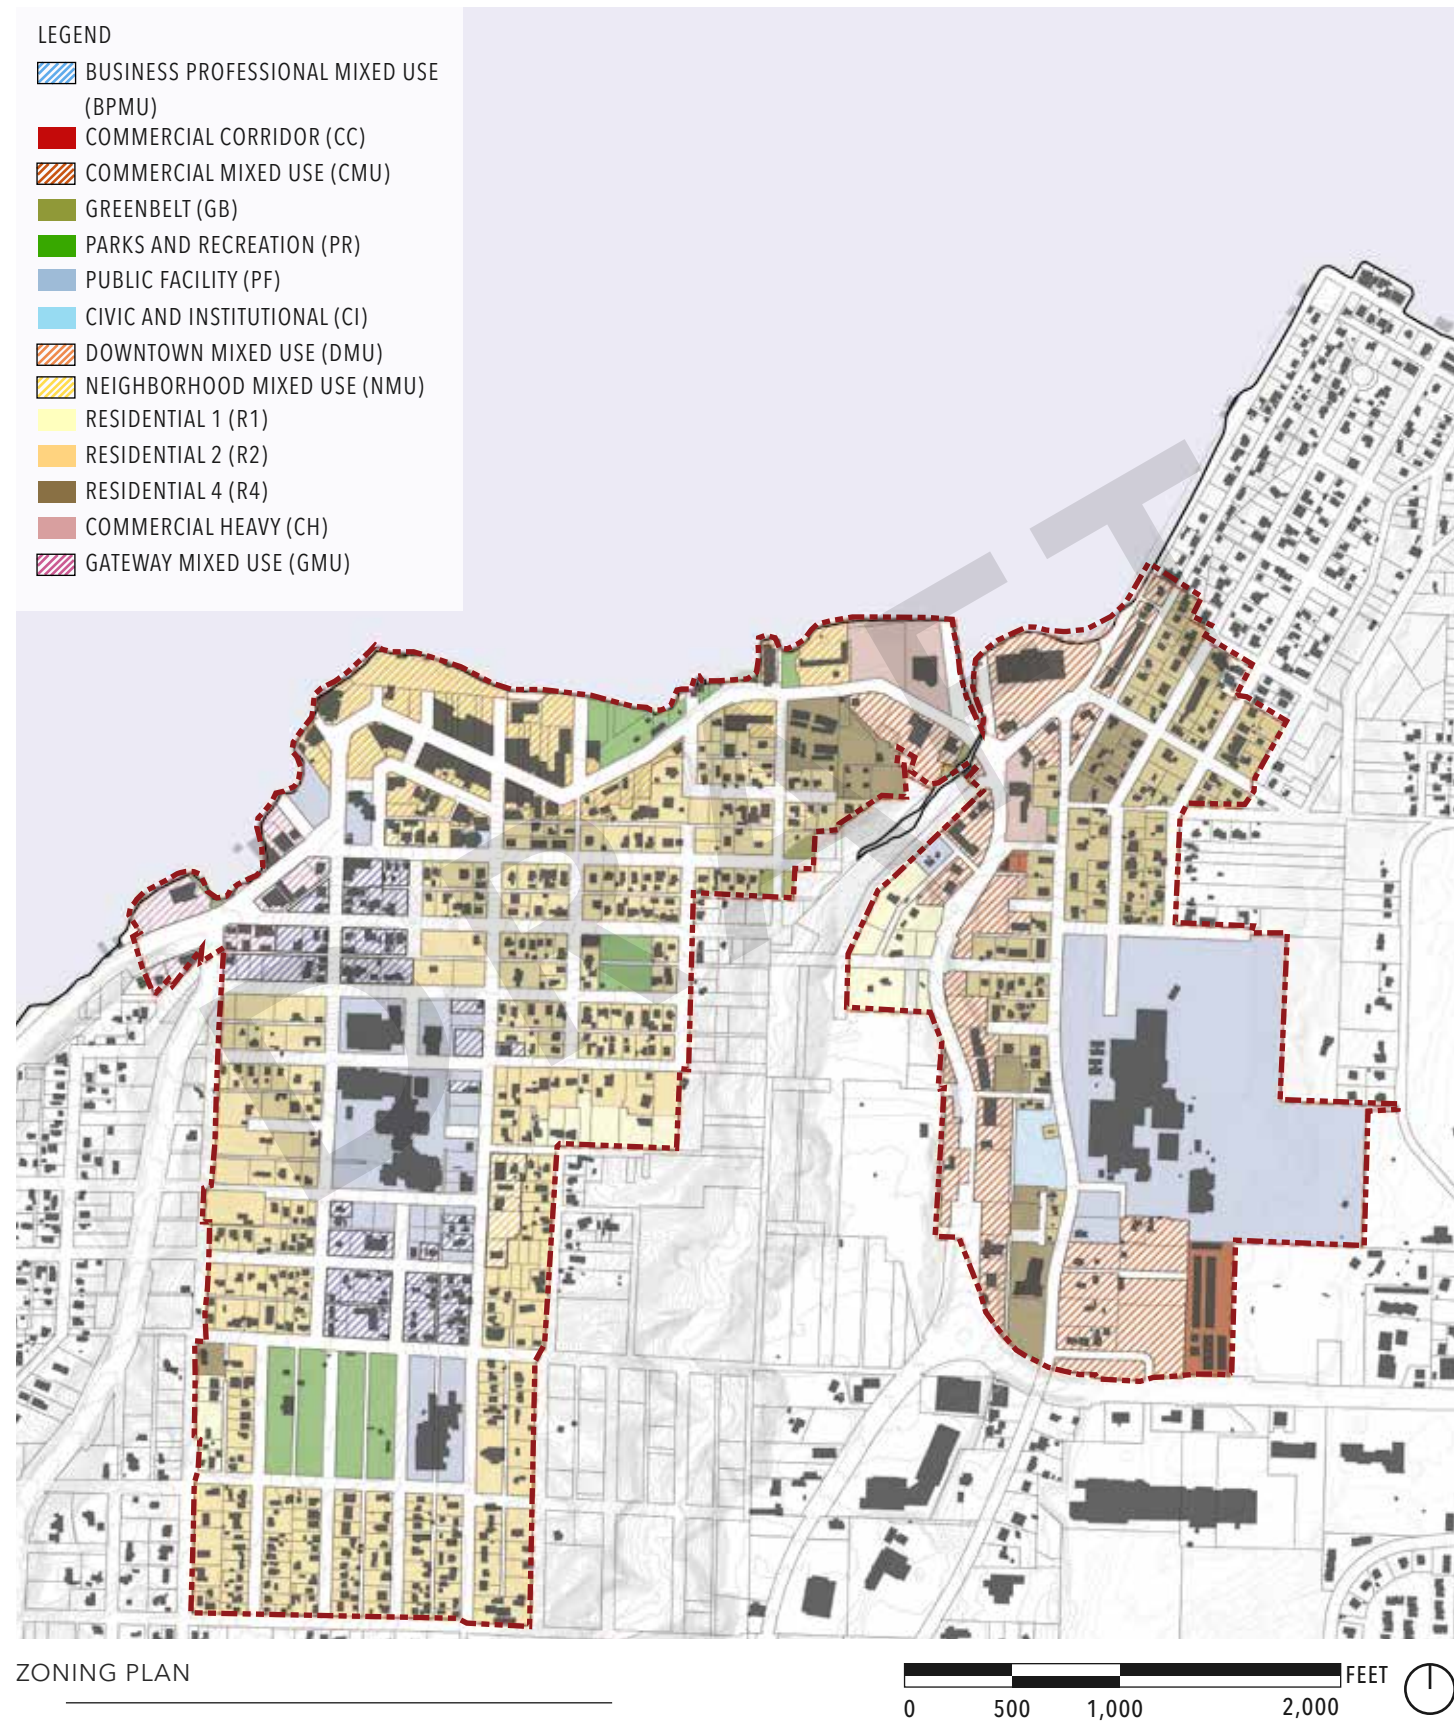 LEGEND
BUSINESS PROFESSIONAL MIXED USE
(BPMU)
COMMERCIAL CORRIDOR (CC)
COMMERCIAL MIXED USE (CMU)
GREENBELT (GB)
PARKS AND RECREATION (PR)
PUBLIC FACILITY (PF)
CIVIC AND INSTITUTIONAL (CI)
DOWNTOWN MIXED USE (DMU)
NEIGHBORHOOD MIXED USE (NMU)
RESIDENTIAL 1 (R1)
RESIDENTIAL 2 (R2)
RESIDENTIAL 4 (R4)
COMMERCIAL HEAVY (CH)
GATEWAY MIXED USE (GMU)
DRAFT
ZONING PLAN
FEET
0 500 1,000 2,000